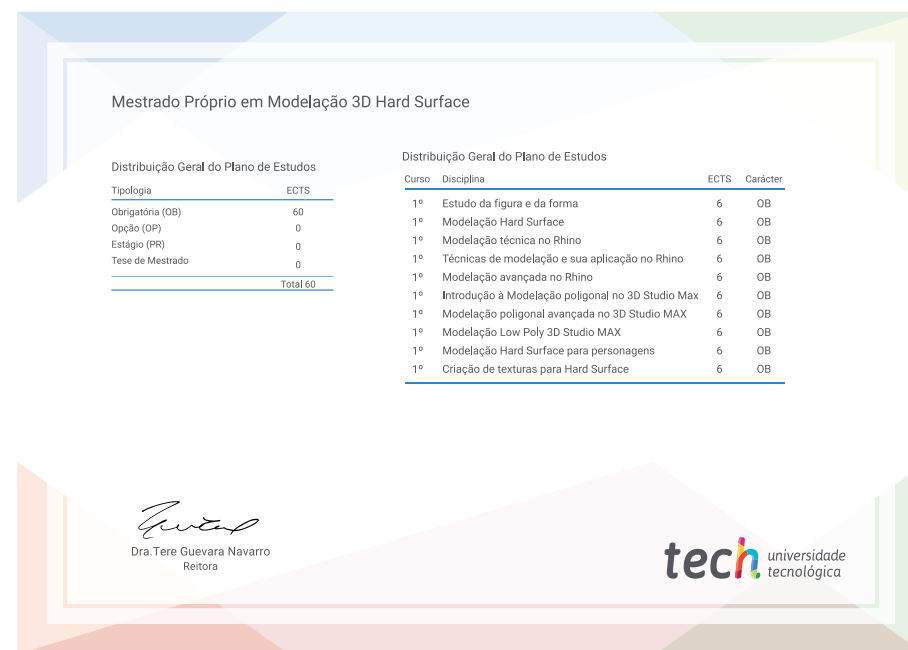 Mestrado Próprio em Modelação 3D Hard Surface
Distribuição Geral do Plano de Estudos
Tipologia ECTS
Obrigatória (OB) 60
Opção (OP) 0
Estágio (PR) 0
Tese de Mestrado 0
Total 60
Distribuição Geral do Plano de Estudos
Curso Disciplina ECTS Carácter
1º Estudo da figura e da forma 6 OB
1º Modelação Hard Surface 6 OB
1º Modelação técnica no Rhino 6 OB
1º Técnicas de modelação e sua aplicação no Rhino 6 OB
1º Modelação avançada no Rhino 6 OB
1º Introdução à Modelação poligonal no 3D Studio Max 6 OB
1º Modelação poligonal avançada no 3D Studio MAX 6 OB
1º Modelação Low Poly 3D Studio MAX 6 OB
1º Modelação Hard Surface para personagens 6 OB
1º Criação de texturas para Hard Surface 6 OB
Dra.Tere Guevara Navarro
Reitora
tech universidade
tecnológica